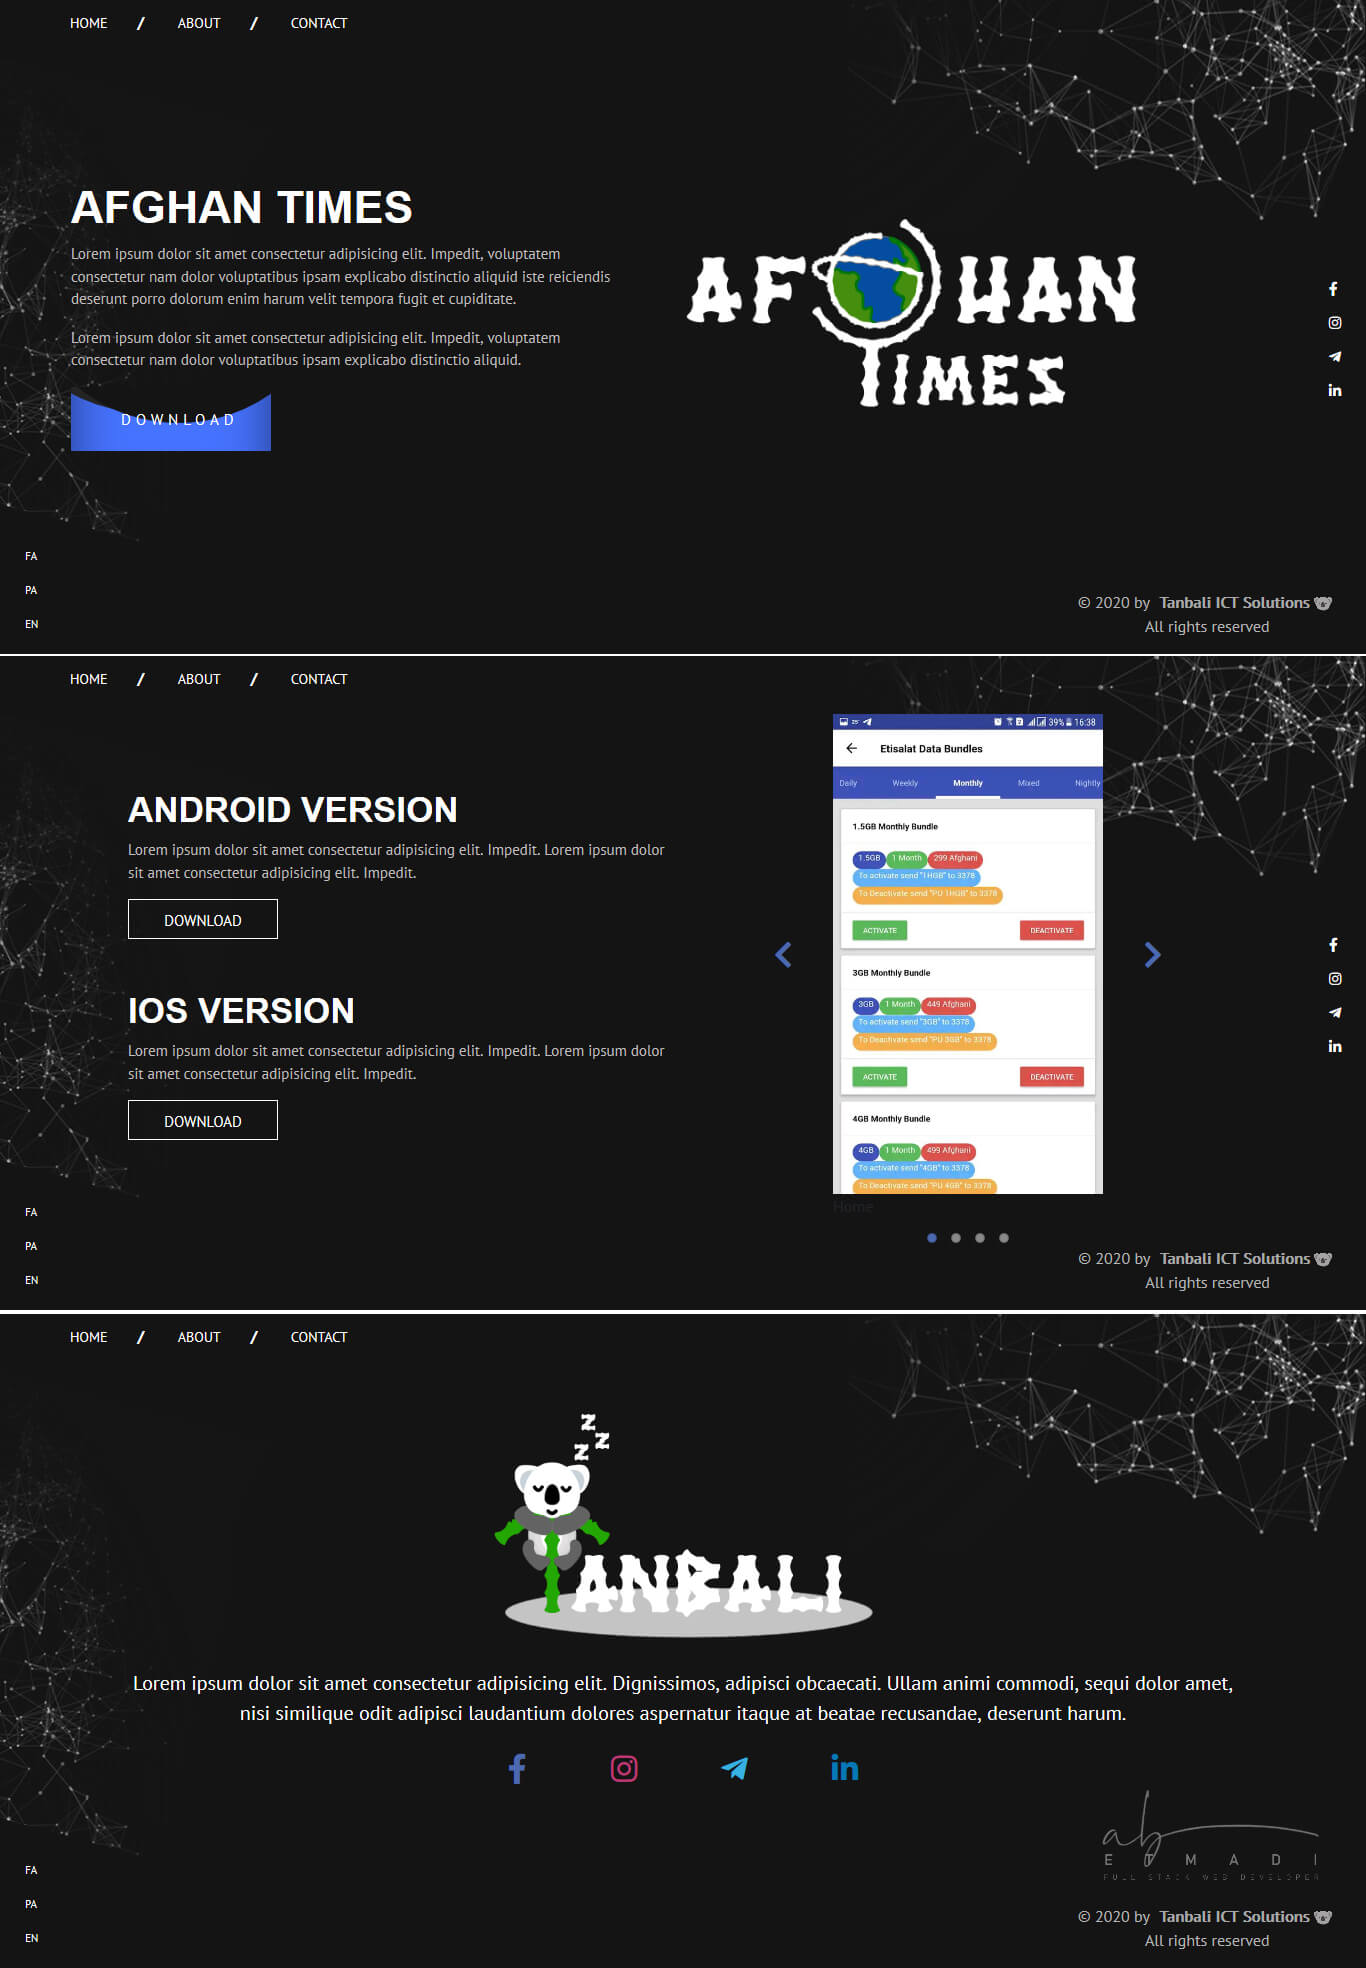 HOME / ABOUT / CONTACT
AFGHAN TIMES
Lorem ipsum dolor sit amet consectetur adipisicing elit. Impedit, voluptatem
consectetur nam dolor voluptatibus ipsam explicabo distinctio aliquid iste reiciendis
deserunt porro dolorum enim harum velit tempora fugit et cupiditate.
Lorem ipsum dolor sit amet consectetur adipisicing elit. Impedit, voluptatem
consectetur nam dolor voluptatibus ipsam explicabo distinctio aliquid.
DOWNLOAD
AFGHAN
TIMES
FA
PA
EN
© 2020 by Tanbali ICT Solutions
All rights reserved
HOME / ABOUT / CONTACT
ANDROID VERSION
Lorem ipsum dolor sit amet consectetur adipisicing elit. Impedit. Lorem ipsum dolor
sit amet consectetur adipisicing elit. Impedit.
DOWNLOAD
IOS VERSION
Lorem ipsum dolor sit amet consectetur adipisicing elit. Impedit. Lorem ipsum dolor
sit amet consectetur adipisicing elit. Impedit.
DOWNLOAD
39% 16:38
Etisalat Data Bundles
Daily Weekly Monthly Mixed Nightly
1.5GB Monthly Bundle
1.5GB 1 Month 299 Afghani
To activate send "1HGB" to 3378
To Deactivate send "PU 1HGB" to 3378
ACTIVATE DEACTIVATE
3GB Monthly Bundle
3GB 1 Month 449 Afghani
To activate send "3GB" to 3378
To Deactivate send "PU 3GB" to 3378
ACTIVATE DEACTIVATE
4GB Monthly Bundle
4GB 1 Month 499 Afghani
To activate send "4GB" to 3378
To Deactivate send "PU 4GB" to 3378
Home
FA
PA
EN
© 2020 by Tanbali ICT Solutions
All rights reserved
HOME / ABOUT / CONTACT
z
z
z
TANBALI
Lorem ipsum dolor sit amet consectetur adipisicing elit. Dignissimos, adipisci obcaecati. Ullam animi commodi, sequi dolor amet,
nisi similique odit adipisci laudantium dolores aspernatur itaque at beatae recusandae, deserunt harum.
ab
ETMADI
FULL STACK WEB DEVELOPER
FA
PA
EN
© 2020 by Tanbali ICT Solutions
All rights reserved